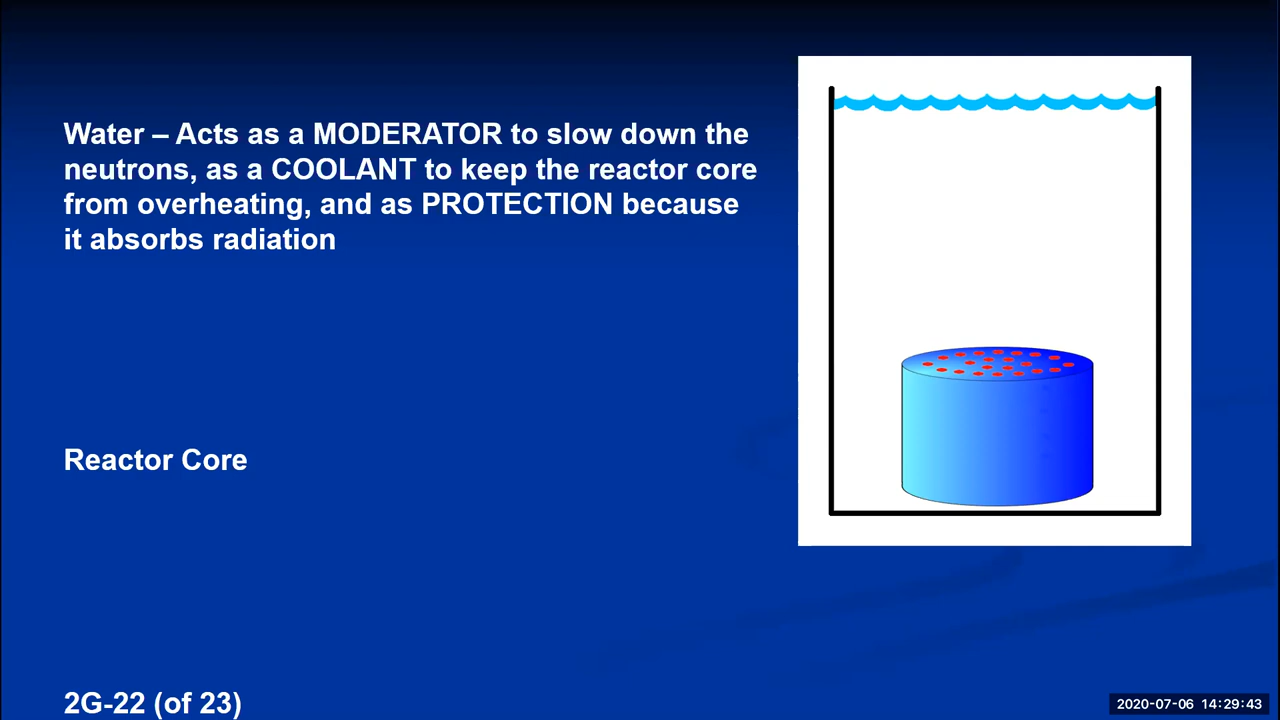 Water – Acts as a MODERATOR to slow down the
neutrons, as a COOLANT to keep the reactor core
from overheating, and as PROTECTION because
it absorbs radiation
Reactor Core
2G-22 (of 23)
2020-07-06 14:29:43